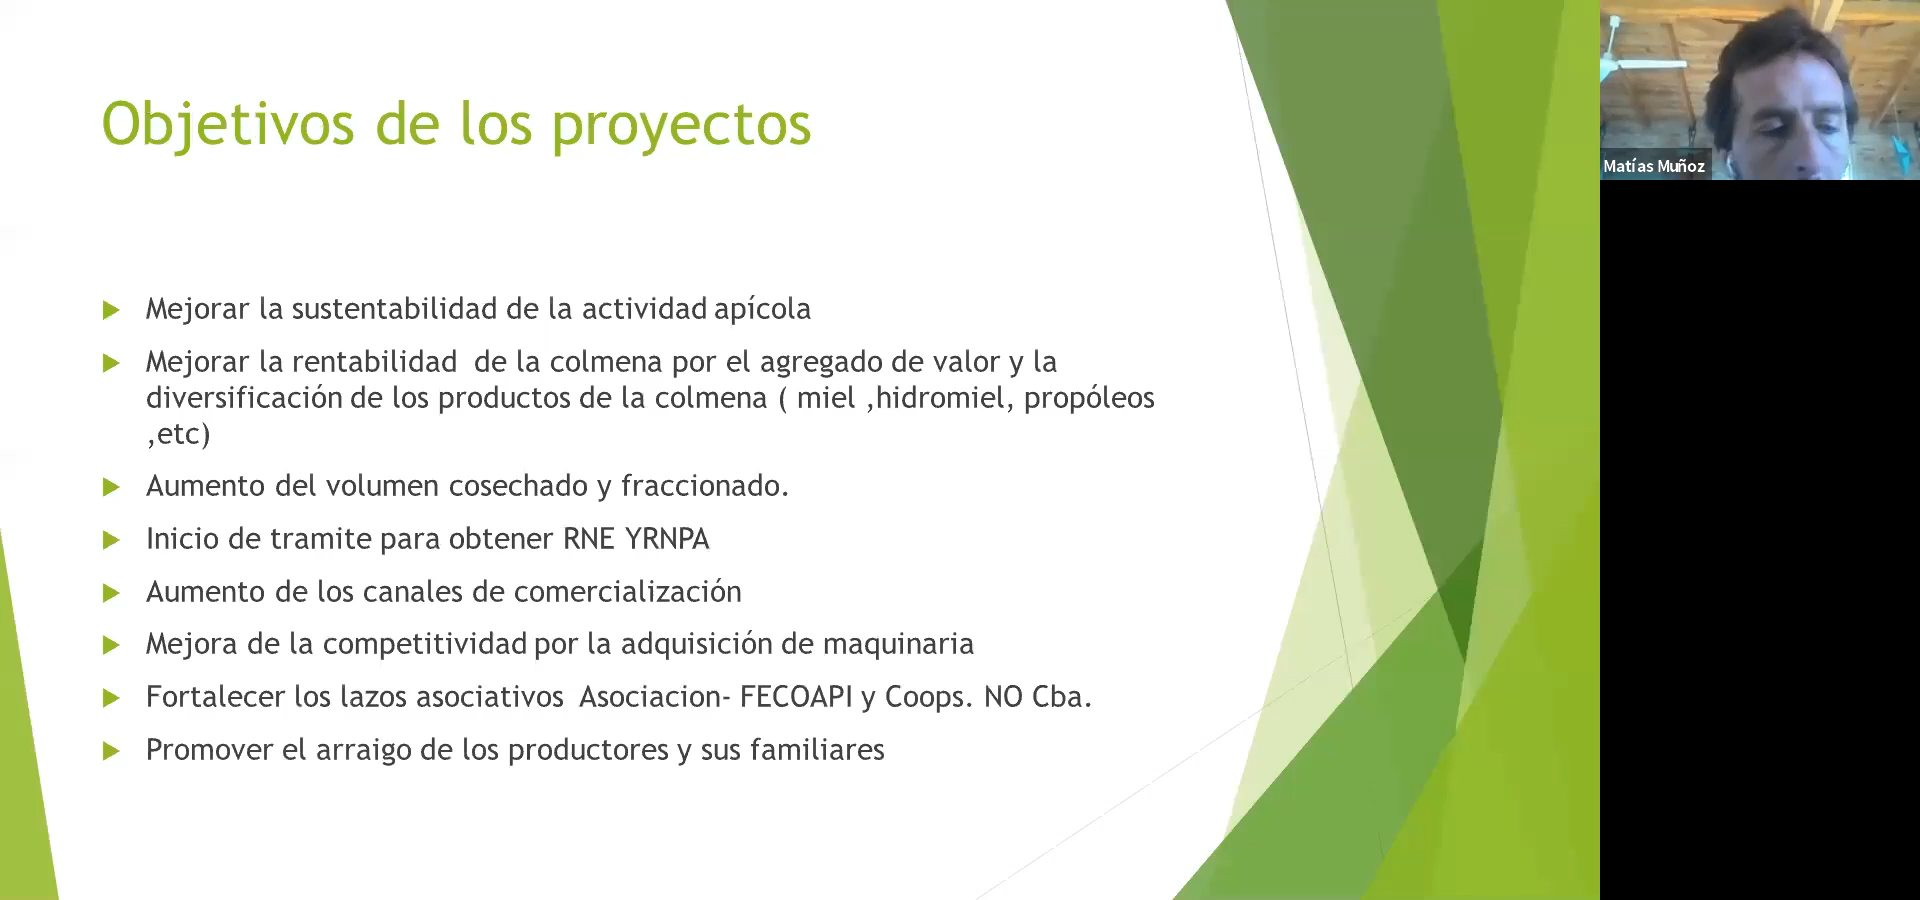 Objetivos de los proyectos
Mejorar la sustentabilidad de la actividad apícola
Mejorar la rentabilidad de la colmena por el agregado de valor y la
diversificación de los productos de la colmena ( miel ,hidromiel, propóleos
,etc)
Aumento del volumen cosechado y fraccionado.
Inicio de tramite para obtener RNE YRNPA
Aumento de los canales de comercialización
Mejora de la competitividad por la adquisición de maquinaria
Fortalecer los lazos asociativos Asociacion- FECOAPI y Coops. NO Cba.
Promover el arraigo de los productores y sus familiares
Matías Muñoz